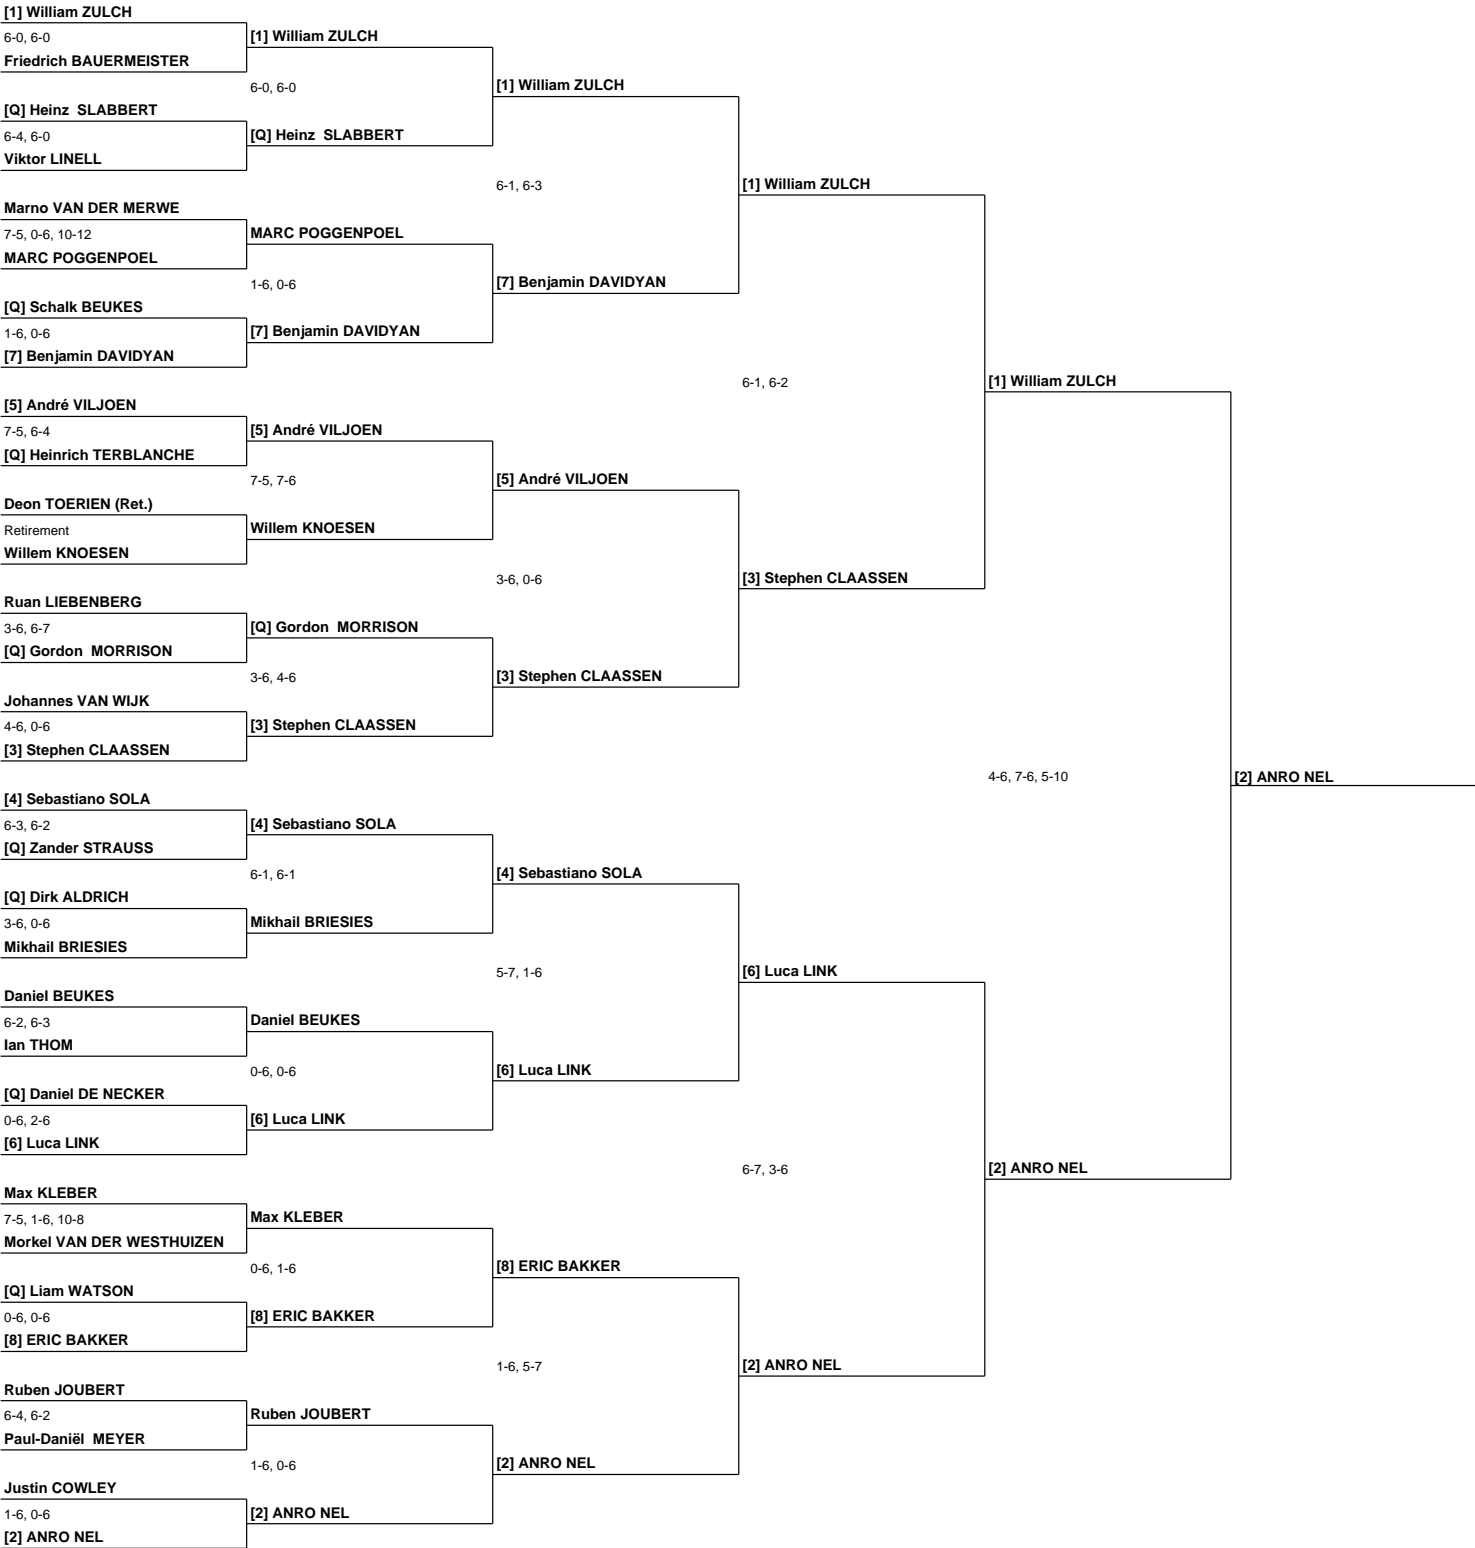 [1] William ZULCH
6-0, 6-0
Friedrich BAUERMEISTER
[Q] Heinz  SLABBERT
6-4, 6-0
Viktor LINELL
Marno VAN DER MERWE
7-5, 0-6, 10-12
MARC POGGENPOEL
[Q] Schalk BEUKES
1-6, 0-6
[7] Benjamin DAVIDYAN
[5] André VILJOEN
7-5, 6-4
[Q] Heinrich TERBLANCHE
Deon TOERIEN (Ret.)
Retirement
Willem KNOESEN
Ruan LIEBENBERG
3-6, 6-7
[Q] Gordon  MORRISON
Johannes VAN WIJK
4-6, 0-6
[3] Stephen CLAASSEN
[4] Sebastiano SOLA
6-3, 6-2
[Q] Zander STRAUSS
[Q] Dirk ALDRICH
3-6, 0-6
Mikhail BRIESIES
Daniel BEUKES
6-2, 6-3
Ian THOM
[Q] Daniel DE NECKER
0-6, 2-6
[6] Luca LINK
Max KLEBER
7-5, 1-6, 10-8
Morkel VAN DER WESTHUIZEN
[Q] Liam WATSON
0-6, 0-6
[8] ERIC BAKKER
Ruben JOUBERT
6-4, 6-2
Paul-Daniël  MEYER
Justin COWLEY
1-6, 0-6
[2] ANRO NEL
[1] William ZULCH
6-0, 6-0
[Q] Heinz  SLABBERT
MARC POGGENPOEL
1-6, 0-6
[7] Benjamin DAVIDYAN
[5] André VILJOEN
7-5, 7-6
Willem KNOESEN
[Q] Gordon  MORRISON
3-6, 4-6
[3] Stephen CLAASSEN
[4] Sebastiano SOLA
6-1, 6-1
Mikhail BRIESIES
Daniel BEUKES
0-6, 0-6
[6] Luca LINK
Max KLEBER
0-6, 1-6
[8] ERIC BAKKER
Ruben JOUBERT
1-6, 0-6
[2] ANRO NEL
[1] William ZULCH
6-1, 6-3
[7] Benjamin DAVIDYAN
[5] André VILJOEN
3-6, 0-6
[3] Stephen CLAASSEN
[4] Sebastiano SOLA
5-7, 1-6
[6] Luca LINK
[8] ERIC BAKKER
1-6, 5-7
[2] ANRO NEL
[1] William ZULCH
6-1, 6-2
[3] Stephen CLAASSEN
[6] Luca LINK
6-7, 3-6
[2] ANRO NEL
[1] William ZULCH
4-6, 7-6, 5-10
[2] ANRO NEL
[2] ANRO NEL